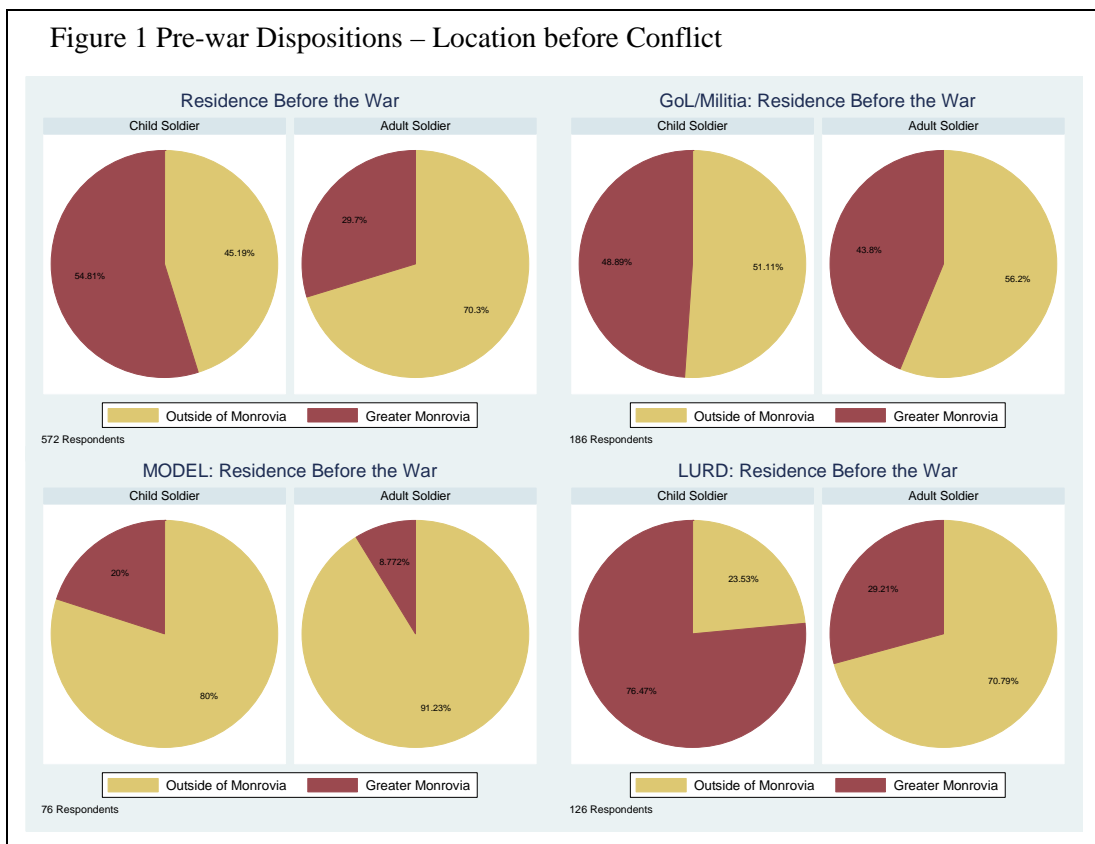 Figure 1 Pre-war Dispositions – Location before Conflict
Residence Before the War
Child Soldier
Adult Soldier
54.81%
45.19%
29.7%
70.3%
Outside of Monrovia
Greater Monrovia
572 Respondents
GoL/Militia: Residence Before the War
Child Soldier
Adult Soldier
48.89%
51.11%
43.8%
56.2%
Outside of Monrovia
Greater Monrovia
186 Respondents
MODEL: Residence Before the War
Child Soldier
Adult Soldier
20%
80%
8.772%
91.23%
Outside of Monrovia
Greater Monrovia
76 Respondents
LURD: Residence Before the War
Child Soldier
Adult Soldier
23.53%
76.47%
29.21%
70.79%
Outside of Monrovia
Greater Monrovia
126 Respondents